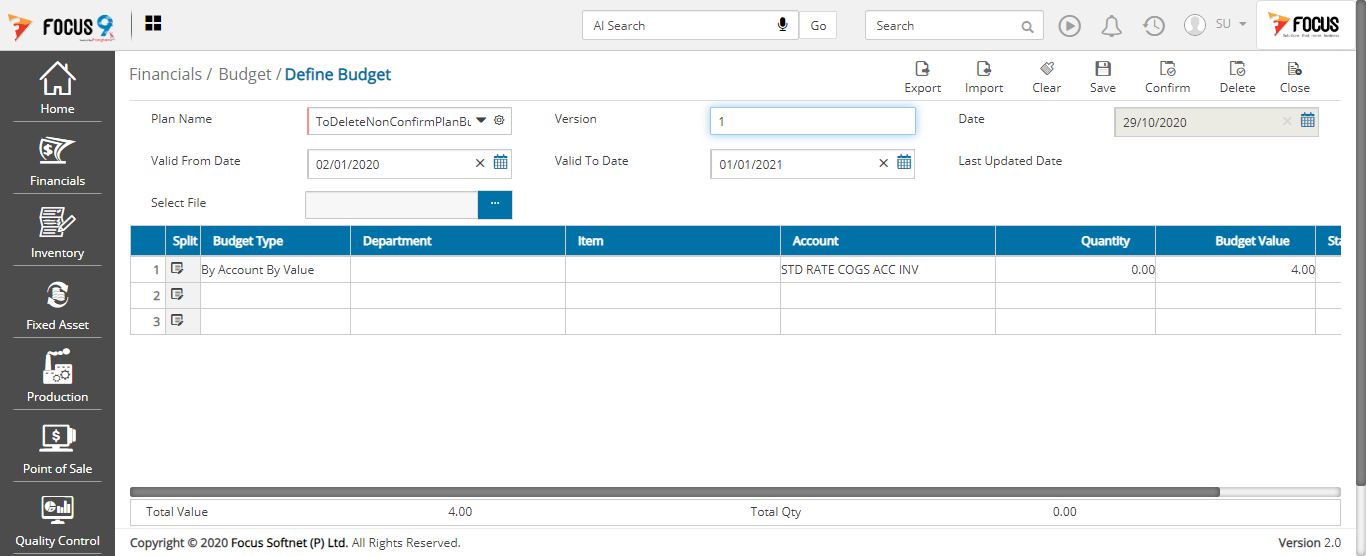 FOCUS 9
AI Search
Go
Search
SU
FOCUS
Home
Financials
Inventory
Fixed Asset
Production
Point of Sale
Quality Control
Financials / Budget / Define Budget
Export Import Clear Save Confirm Delete Close
Plan Name ToDeleteNonConfirmPlanBu Version 1 Date 29/10/2020
Valid From Date 02/01/2020 Valid To Date 01/01/2021 Last Updated Date
Select File ...
Split Budget Type Department Item Account Quantity Budget Value Sta
1 By Account By Value STD RATE COGS ACC INV 0.00 4.00
2
3
Total Value 4.00 Total Qty 0.00
Copyright © 2020 Focus Softnet (P) Ltd. All Rights Reserved. Version 2.0